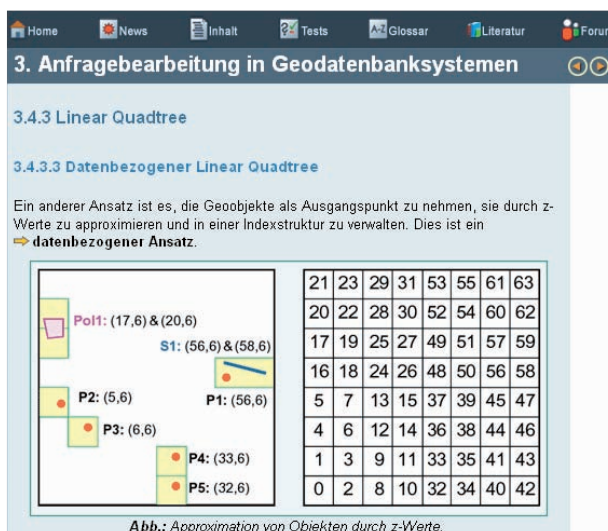 Home News Inhalt Tests A-Z Glossar Literatur Forum
3. Anfragebearbeitung in Geodatenbanksystemen
3.4.3 Linear Quadtree
3.4.3.3 Datenbezogener Linear Quadtree
Ein anderer Ansatz ist es, die Geoobjekte als Ausgangspunkt zu nehmen, sie durch z-
Werte zu approximieren und in einer Indexstruktur zu verwalten. Dies ist ein
⇒ datenbezogener Ansatz.
Pol1: (17,6) & (20,6)
S1: (56,6) & (58,6)
P2: (5,6) P1: (56,6)
P3: (6,6)
P4: (33,6)
P5: (32,6)
21 23 29 31 53 55 61 63
20 22 28 30 52 54 60 62
17 19 25 27 49 51 57 59
16 18 24 26 48 50 56 58
5 7 13 15 37 39 45 47
4 6 12 14 36 38 44 46
1 3 9 11 33 35 41 43
0 2 8 10 32 34 40 42
Abb.: Approximation von Objekten durch z-Werte.